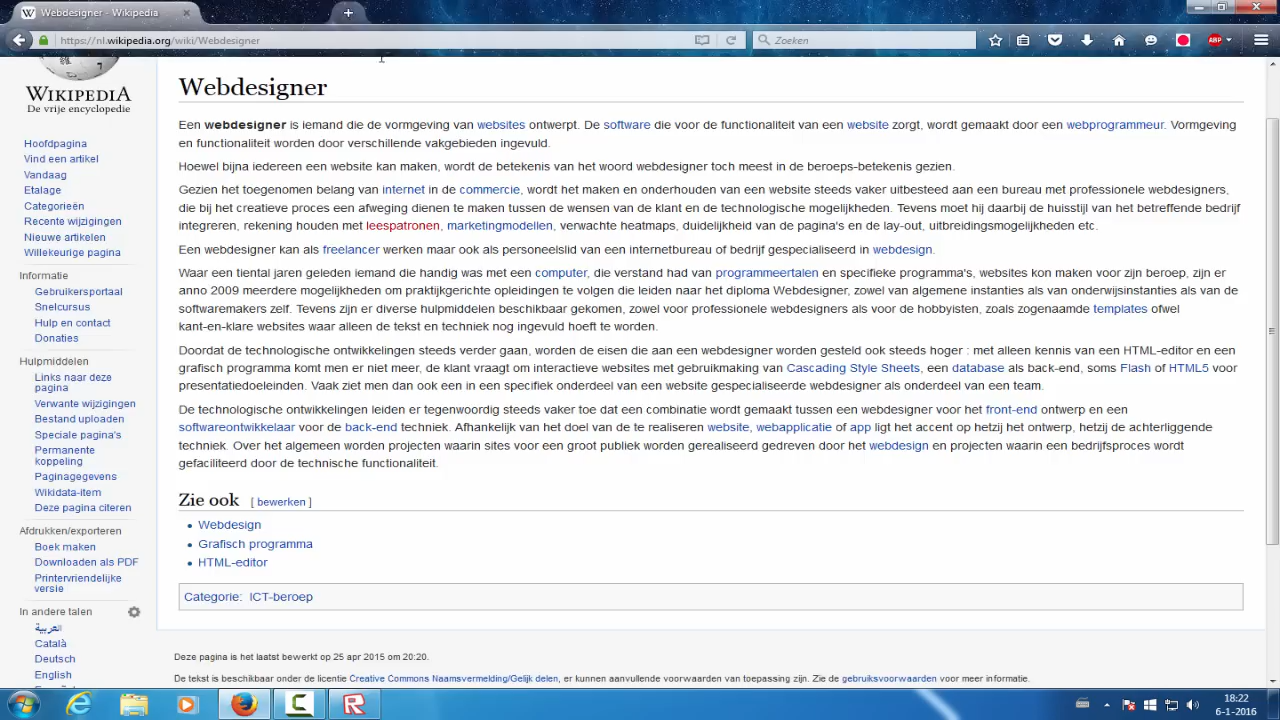 Webdesigner - Wikipedia
https://nl.wikipedia.org/wiki/Webdesigner
Zoeken
ABP
WIKIPEDIA
De vrije encyclopedie
Hoofdpagina
Vind een artikel
Vandaag
Etalage
Categorieën
Recente wijzigingen
Nieuwe artikelen
Willekeurige pagina
Informatie
Gebruikersportaal
Snelcursus
Hulp en contact
Donaties
Hulpmiddelen
Links naar deze
pagina
Verwante wijzigingen
Bestand uploaden
Speciale pagina's
Permanente
koppeling
Paginagegevens
Wikidata-item
Deze pagina citeren
Afdrukken/exporteren
Boek maken
Downloaden als PDF
Printervriendelijke
versie
In andere talen
العربية
Català
Deutsch
English
Webdesigner
Een webdesigner is iemand die de vormgeving van websites ontwerpt. De software die voor de functionaliteit van een website zorgt, wordt gemaakt door een webprogrammeur. Vormgeving
en functionaliteit worden door verschillende vakgebieden ingevuld.
Hoewel bijna iedereen een website kan maken, wordt de betekenis van het woord webdesigner toch meest in de beroeps-betekenis gezien.
Gezien het toegenomen belang van internet in de commercie, wordt het maken en onderhouden van een website steeds vaker uitbesteed aan een bureau met professionele webdesigners,
die bij het creatieve proces een afweging dienen te maken tussen de wensen van de klant en de technologische mogelijkheden. Tevens moet hij daarbij de huisstijl van het betreffende bedrijf
integreren, rekening houden met leespatronen, marketingmodellen, verwachte heatmaps, duidelijkheid van de pagina's en de lay-out, uitbreidingsmogelijkheden etc.
Een webdesigner kan als freelancer werken maar ook als personeelslid van een internetbureau of bedrijf gespecialiseerd in webdesign.
Waar een tiental jaren geleden iemand die handig was met een computer, die verstand had van programmeertalen en specifieke programma's, websites kon maken voor zijn beroep, zijn er
anno 2009 meerdere mogelijkheden om praktijkgerichte opleidingen te volgen die leiden naar het diploma Webdesigner, zowel van algemene instanties als van onderwijsinstanties als van de
softwaremakers zelf. Tevens zijn er diverse hulpmiddelen beschikbaar gekomen, zowel voor professionele webdesigners als voor de hobbyisten, zoals zogenaamde templates ofwel
kant-en-klare websites waar alleen de tekst en techniek nog ingevuld hoeft te worden.
Doordat de technologische ontwikkelingen steeds verder gaan, worden de eisen die aan een webdesigner worden gesteld ook steeds hoger : met alleen kennis van een HTML-editor en een
grafisch programma komt men er niet meer, de klant vraagt om interactieve websites met gebruikmaking van Cascading Style Sheets, een database als back-end, soms Flash of HTML5 voor
presentatiedoeleinden. Vaak ziet men dan ook een in een specifiek onderdeel van een website gespecialiseerde webdesigner als onderdeel van een team.
De technologische ontwikkelingen leiden er tegenwoordig steeds vaker toe dat een combinatie wordt gemaakt tussen een webdesigner voor het front-end ontwerp en een
softwareontwikkelaar voor de back-end techniek. Afhankelijk van het doel van de te realiseren website, webapplicatie of app ligt het accent op hetzij het ontwerp, hetzij de achterliggende
techniek. Over het algemeen worden projecten waarin sites voor een groot publiek worden gerealiseerd gedreven door het webdesign en projecten waarin een bedrijfsproces wordt
gefaciliteerd door de technische functionaliteit.
Zie ook [ bewerken ]
Webdesign
Grafisch programma
HTML-editor
Categorie: ICT-beroep
Deze pagina is het laatst bewerkt op 25 apr 2015 om 20:20.
De tekst is beschikbaar onder de licentie Creative Commons Naamsvermelding/Gelijk delen, er kunnen aanvullende voorwaarden van toepassing zijn. Zie de gebruiksvoorwaarden voor meer informatie.
18:22
6-1-2016